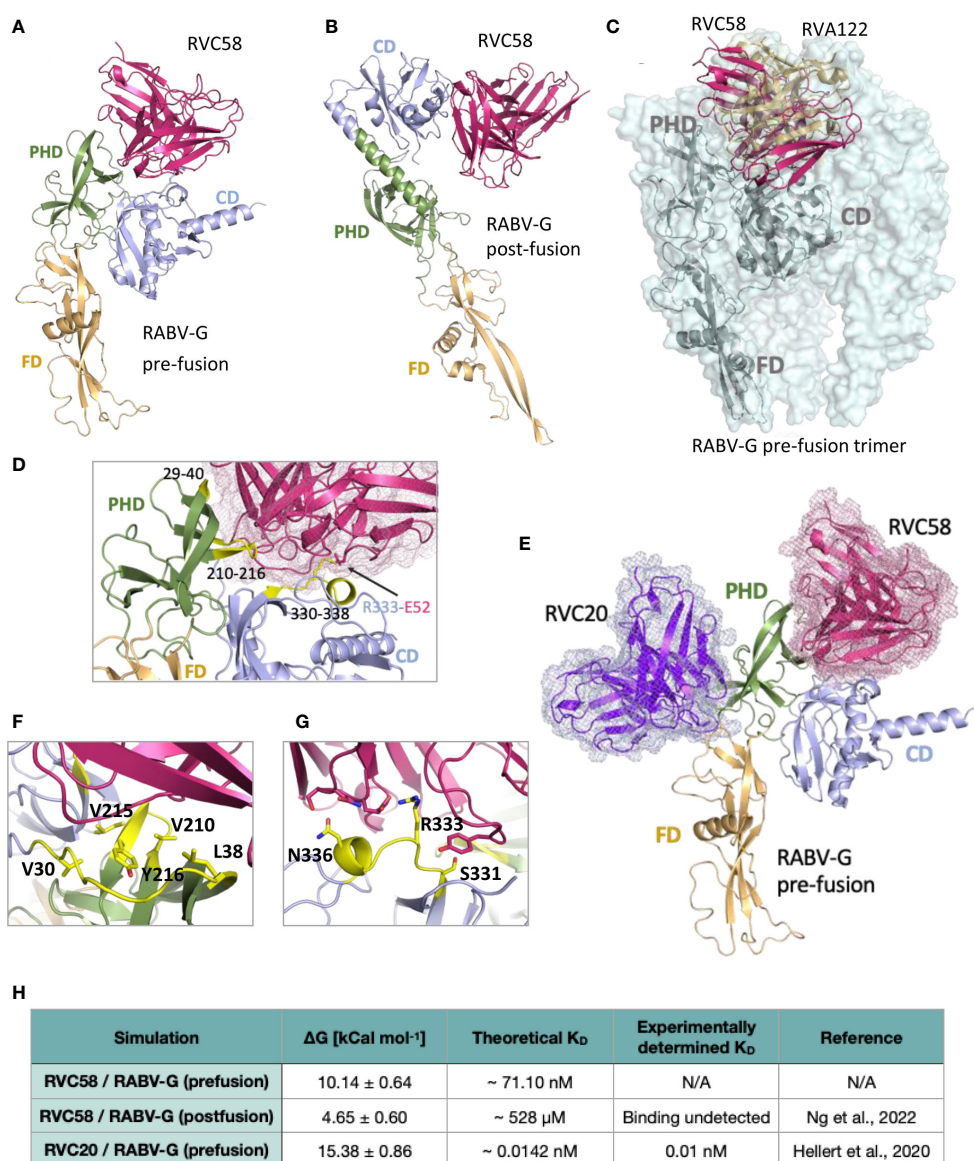 A
RVC58
PHD
CD
RABV-G
pre-fusion
FD
B
CD
RVC58
PHD
RABV-G
post-fusion
FD
C
RVC58
RVA122
PHD
CD
FD
RABV-G pre-fusion trimer
D
29-40
PHD
210-216
330-338
R333-E52
FD
CD
E
RVC58
PHD
RVC20
CD
FD
RABV-G
pre-fusion
F
V215
V210
L38
V30
Y216
G
R333
N336
S331
H
Simulation ΔG [kCal mol⁻¹] Theoretical K_D Experimentally determined K_D Reference
RVC58 / RABV-G (prefusion) 10.14 ± 0.64 ~ 71.10 nM N/A N/A
RVC58 / RABV-G (postfusion) 4.65 ± 0.60 ~ 528 µM Binding undetected Ng et al., 2022
RVC20 / RABV-G (prefusion) 15.38 ± 0.86 ~ 0.0142 nM 0.01 nM Hellert et al., 2020